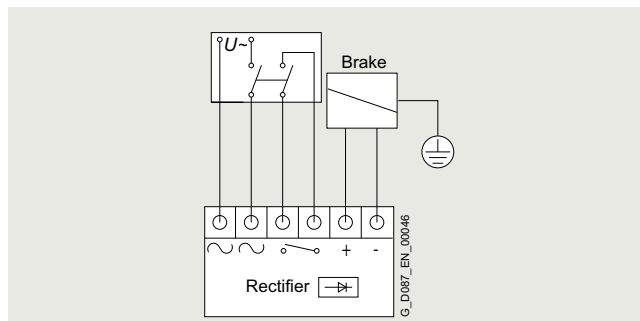 U~
Brake
+ -
Rectifier
G_D087_EN_00046